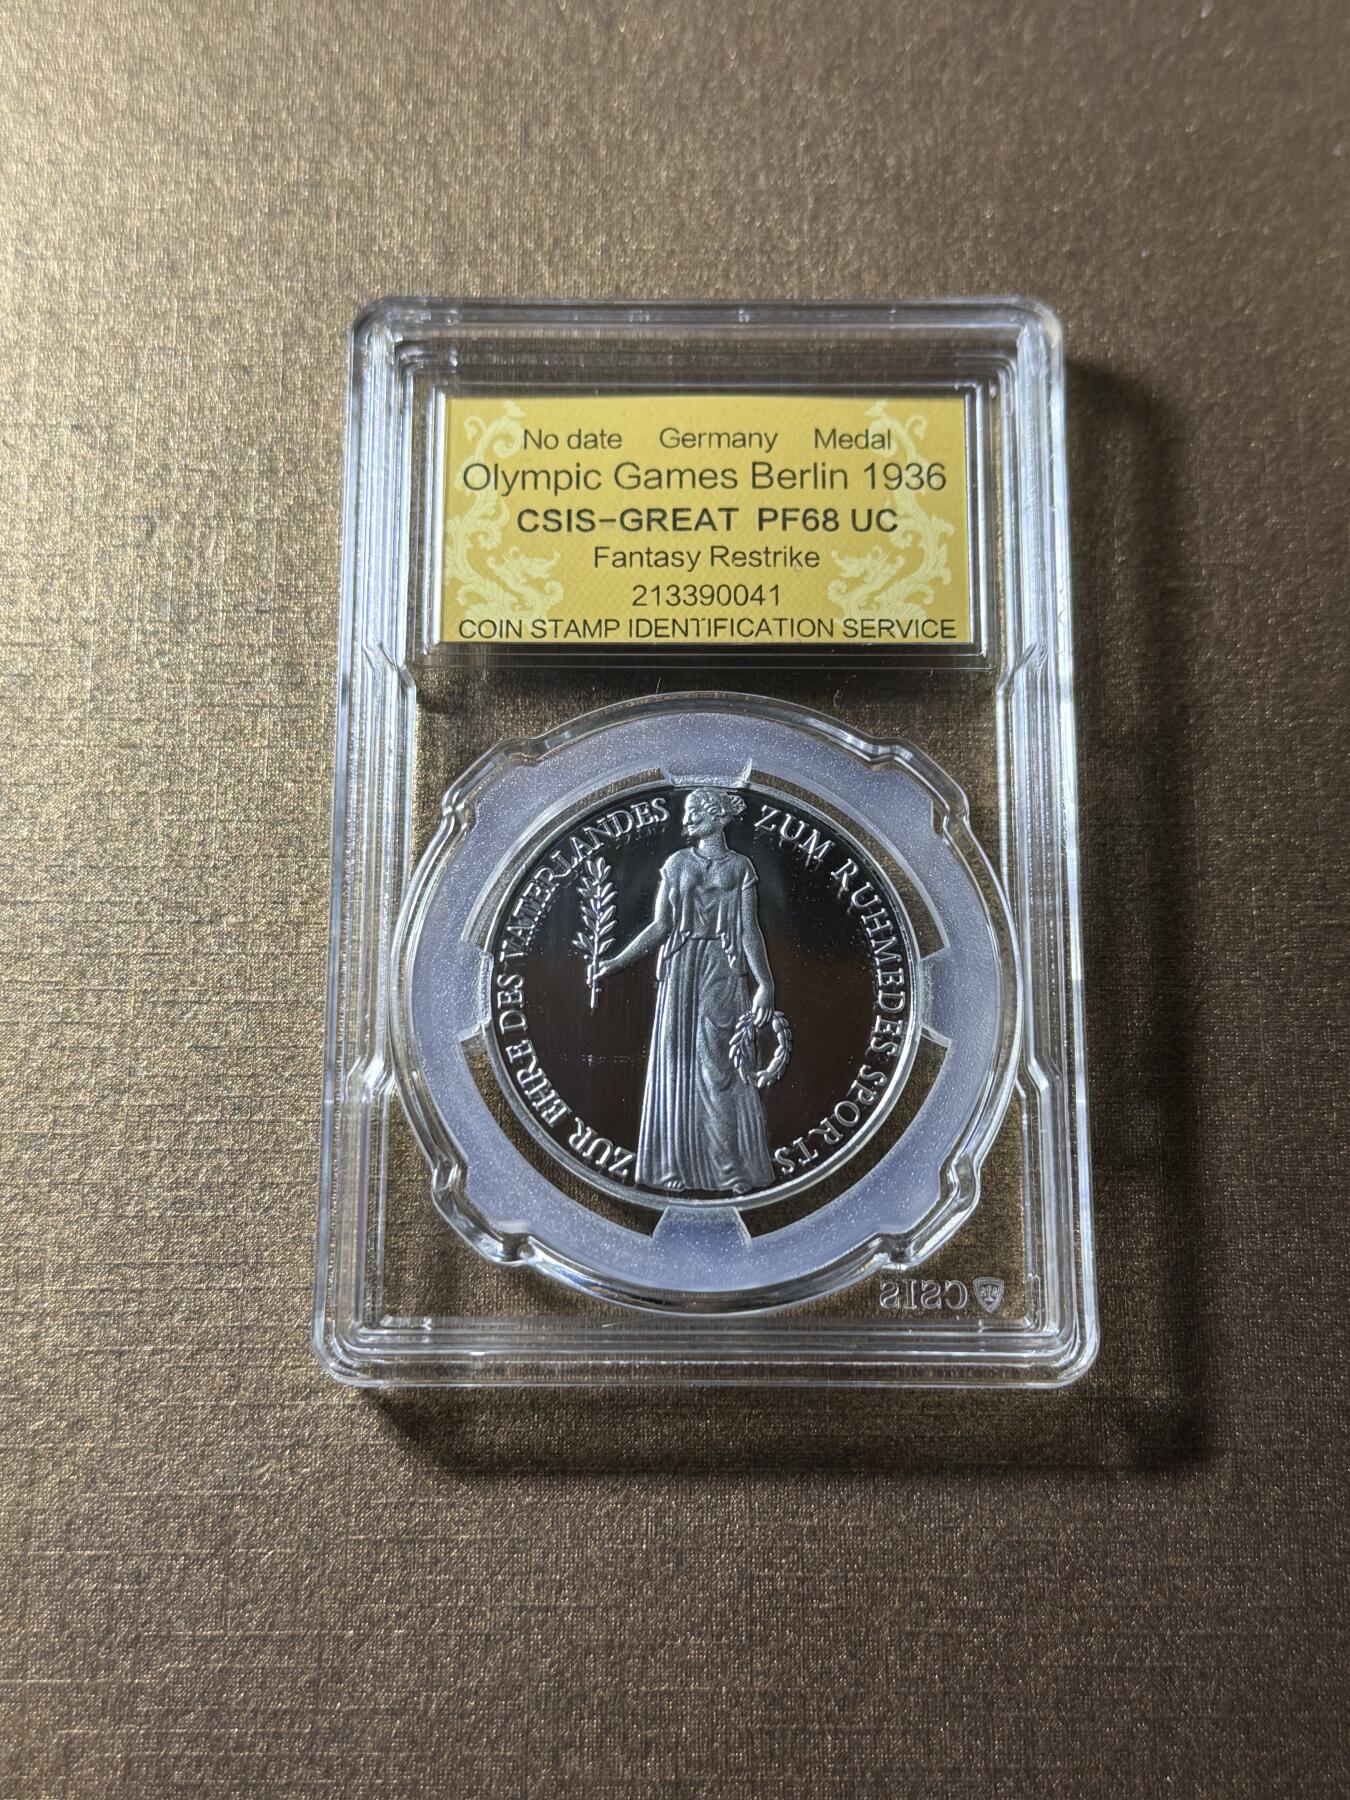 No date Germany Medal
Olympic Games Berlin 1936
CSIS-GREAT PF68 UC
Fantasy Restrike
213390041
COIN STAMP IDENTIFICATION SERVICE
ZUR EHRE DES VATERLANDES
ZUM RUHME DES SPORTS
CSIS